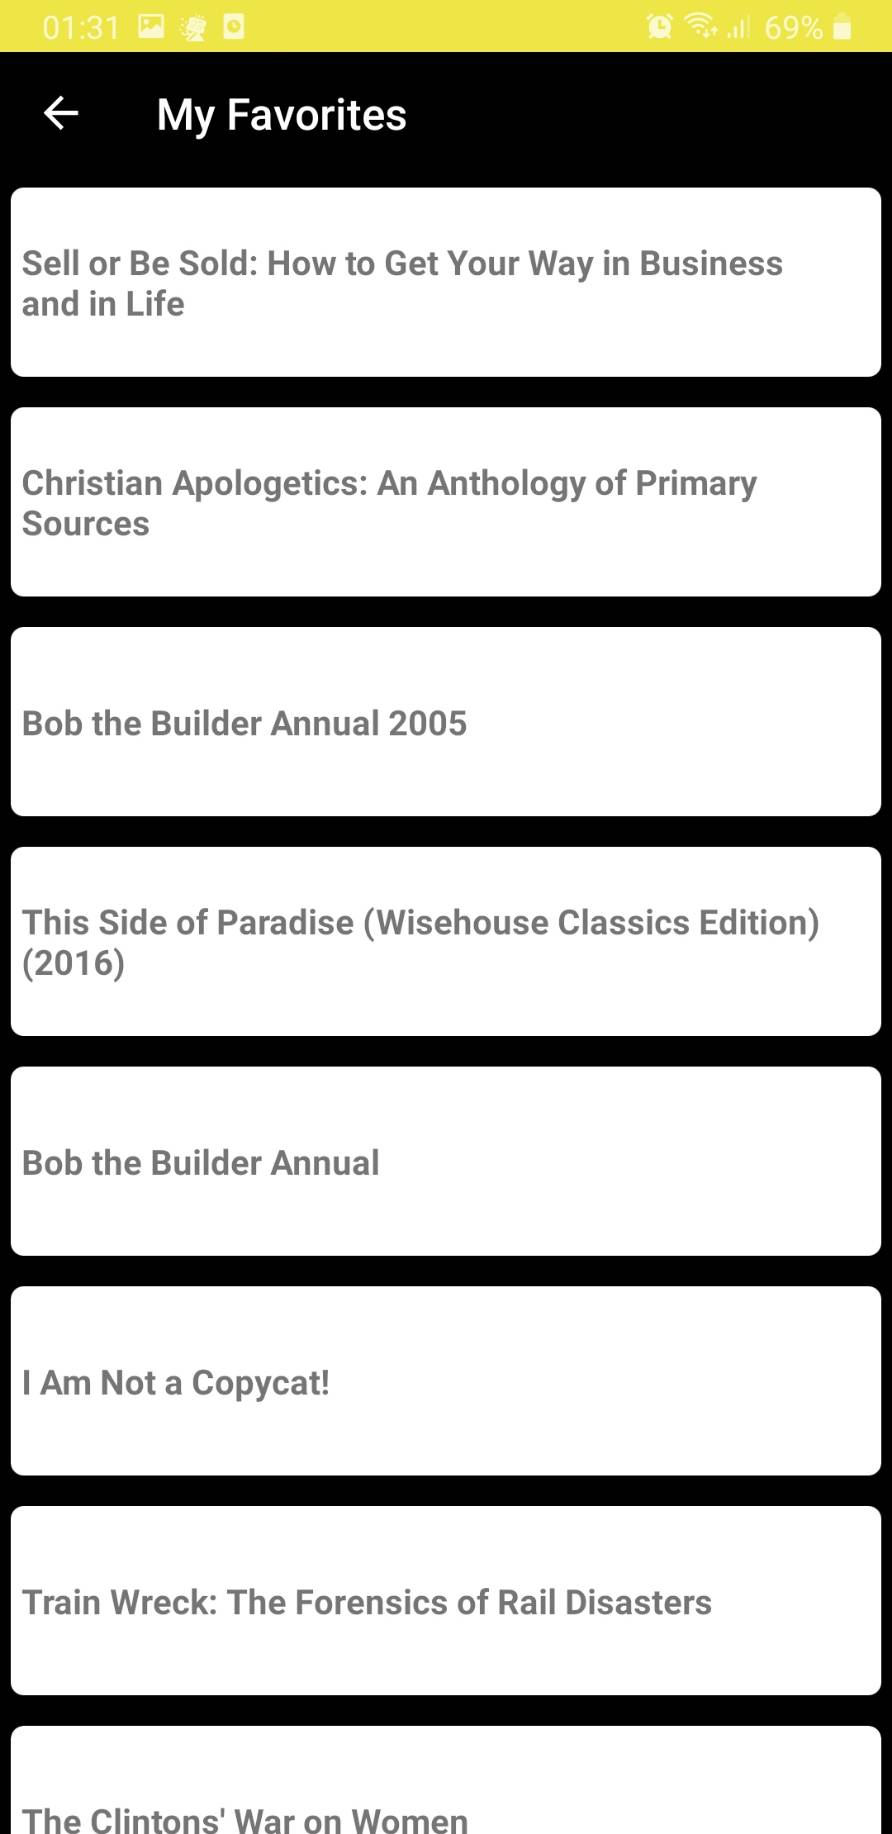 01:31 69%
My Favorites
Sell or Be Sold: How to Get Your Way in Business
and in Life
Christian Apologetics: An Anthology of Primary
Sources
Bob the Builder Annual 2005
This Side of Paradise (Wisehouse Classics Edition)
(2016)
Bob the Builder Annual
I Am Not a Copycat!
Train Wreck: The Forensics of Rail Disasters
The Clintons' War on Women